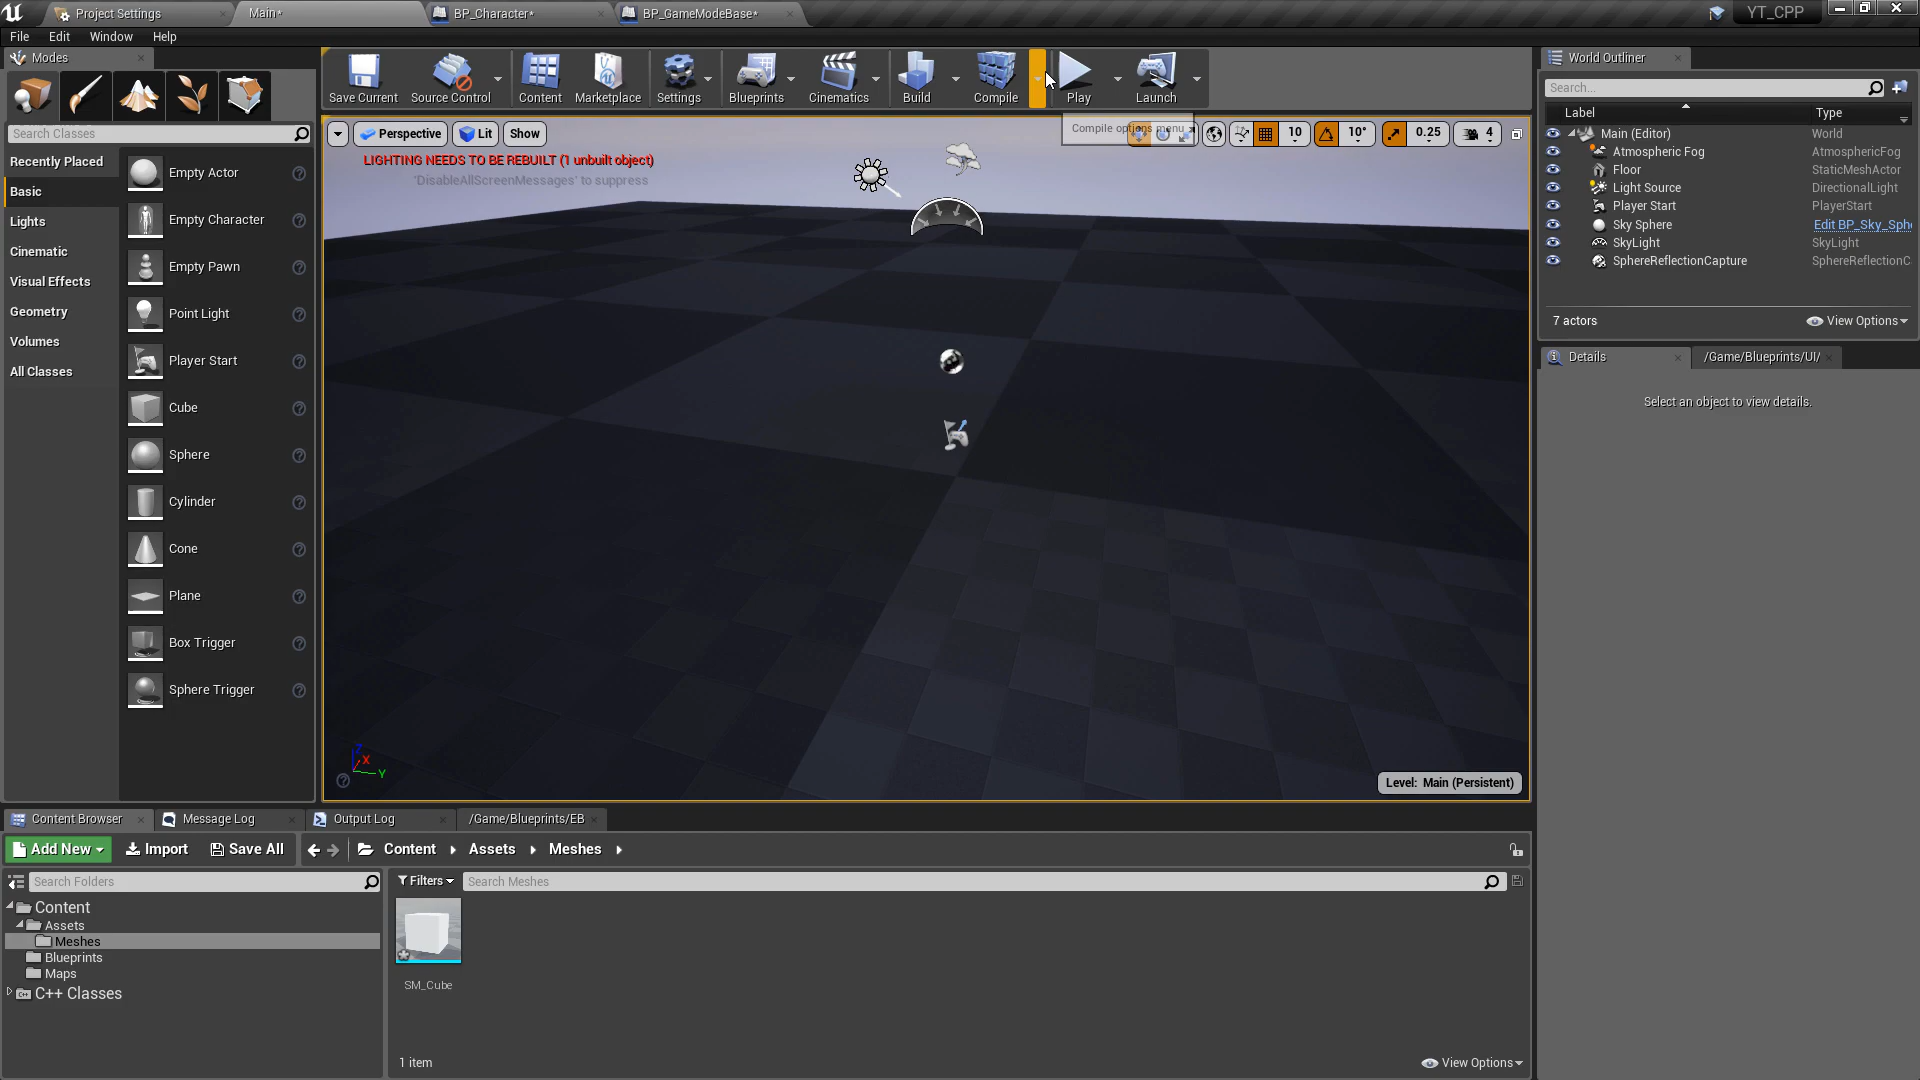 Project Settings
Main*
BP_Character*
BP_GameModeBase*
YT_CPP
File Edit Window Help
Modes
Save Current
Source Control
Content
Marketplace
Settings
Blueprints
Cinematics
Build
Compile
Play
Launch
Compile options menu
Search Classes
Recently Placed
Basic
Lights
Cinematic
Visual Effects
Geometry
Volumes
All Classes
Empty Actor
Empty Character
Empty Pawn
Point Light
Player Start
Cube
Sphere
Cylinder
Cone
Plane
Box Trigger
Sphere Trigger
Perspective
Lit
Show
10
10°
0.25
4
LIGHTING NEEDS TO BE REBUILT (1 unbuilt object)
'DisableAllScreenMessages' to suppress
Z
X
Y
Level: Main (Persistent)
World Outliner
Search...
Label Type
Main (Editor) World
Atmospheric Fog AtmosphericFog
Floor StaticMeshActor
Light Source DirectionalLight
Player Start PlayerStart
Sky Sphere Edit BP_Sky_Sph
SkyLight SkyLight
SphereReflectionCapture SphereReflectionC
7 actors
View Options
Details
/Game/Blueprints/UI/
Select an object to view details.
Content Browser
Message Log
Output Log
/Game/Blueprints/EB
Add New
Import
Save All
Content
Assets
Meshes
Search Folders
Content
Assets
Meshes
Blueprints
Maps
C++ Classes
Filters
Search Meshes
SM_Cube
1 item
View Options